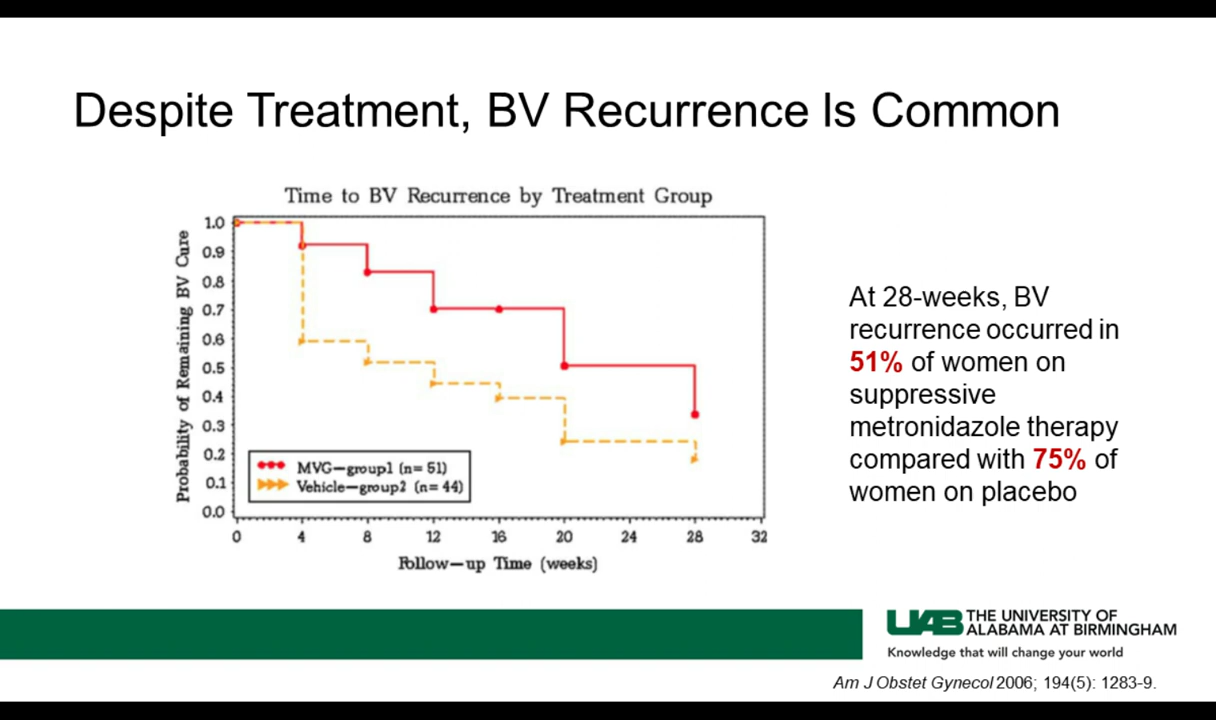 Despite Treatment, BV Recurrence Is Common
Time to BV Recurrence by Treatment Group
Probability of Remaining BV Cure
1.0
0.9
0.8
0.7
0.6
0.5
0.4
0.3
0.2
0.1
0.0
MVG—group1 (n= 51)
Vehicle—group2 (n= 44)
0 4 8 12 16 20 24 28 32
Follow—up Time (weeks)
At 28-weeks, BV
recurrence occurred in
51% of women on
suppressive
metronidazole therapy
compared with 75% of
women on placebo
UAB THE UNIVERSITY OF
ALABAMA AT BIRMINGHAM
Knowledge that will change your world
Am J Obstet Gynecol 2006; 194(5): 1283-9.